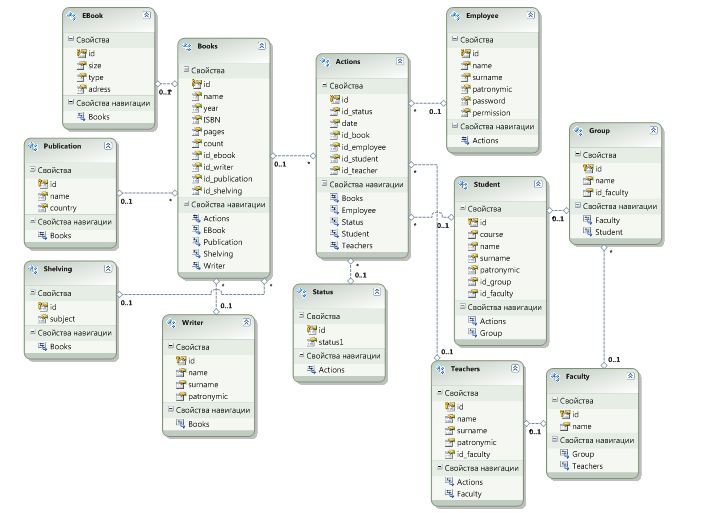 EBook
Свойства
id
size
type
adress
Свойства навигации
Books
Publication
Свойства
id
name
country
Свойства навигации
Books
Shelving
Свойства
id
subject
Свойства навигации
Books
Books
Свойства
id
name
year
ISBN
pages
count
id_ebook
id_writer
id_publication
id_shelving
Свойства навигации
Actions
EBook
Publication
Shelving
Writer
Writer
Свойства
id
name
surname
patronymic
Свойства навигации
Books
Actions
Свойства
id
id_status
date
id_book
id_employee
id_student
id_teacher
Свойства навигации
Books
Employee
Status
Student
Teachers
Status
Свойства
id
status1
Свойства навигации
Actions
Employee
Свойства
id
name
surname
patronymic
password
permission
Свойства навигации
Actions
Student
Свойства
id
course
name
surname
patronymic
id_group
id_faculty
Свойства навигации
Actions
Group
Teachers
Свойства
id
name
surname
patronymic
id_faculty
Свойства навигации
Actions
Faculty
Group
Свойства
id
name
id_faculty
Свойства навигации
Faculty
Student
Faculty
Свойства
id
name
Свойства навигации
Group
Teachers
0..1
*
0..1
*
0..1
*
*
0..1
0..1
*
*
0..1
*
0..1
*
0..1
*
0..1
0..1
*
0..1
0..1